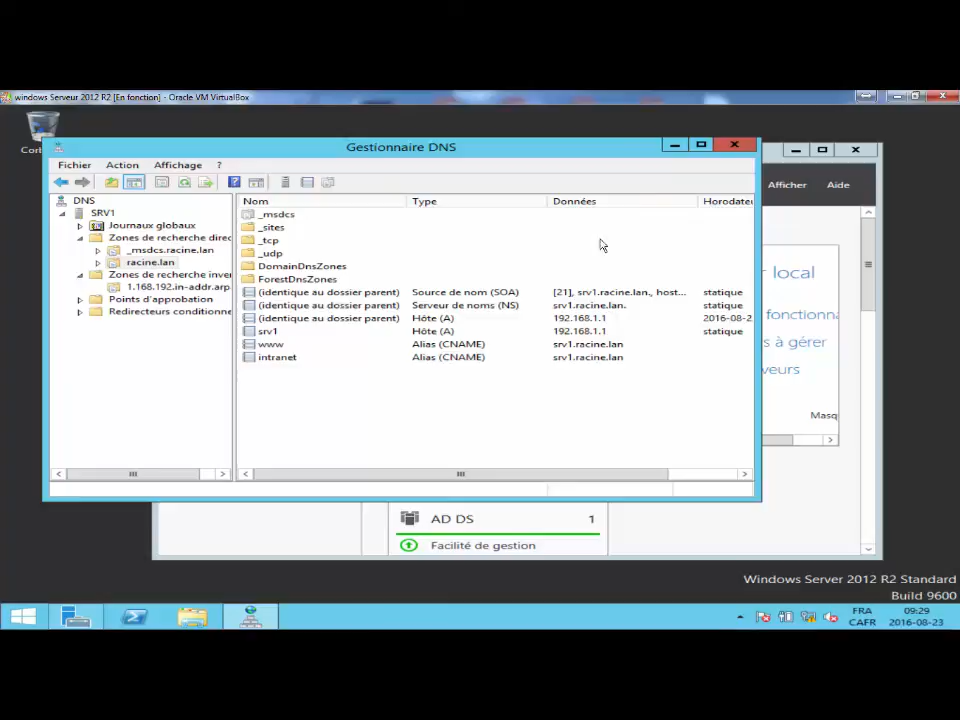 windows Serveur 2012 R2 [En fonction] - Oracle VM VirtualBox
Gestionnaire DNS
Fichier Action Affichage ?
Afficher Aide
DNS
SRV1
Journaux globaux
Zones de recherche direc
_msdcs.racine.lan
racine.lan
Zones de recherche inver
1.168.192.in-addr.arp
Points d'approbation
Redirecteurs conditionne
Nom Type Données Horodateu
_msdcs
_sites
_tcp
_udp
DomainDnsZones
ForestDnsZones
(identique au dossier parent) Source de nom (SOA) [21], srv1.racine.lan., host... statique
(identique au dossier parent) Serveur de noms (NS) srv1.racine.lan. statique
(identique au dossier parent) Hôte (A) 192.168.1.1 2016-08-2
srv1 Hôte (A) 192.168.1.1 statique
www Alias (CNAME) srv1.racine.lan
intranet Alias (CNAME) srv1.racine.lan
r local
fonctionna
s à gérer
veurs
Masq
AD DS 1
Facilité de gestion
Windows Server 2012 R2 Standard
Build 9600
FRA 09:29
CAFR 2016-08-23